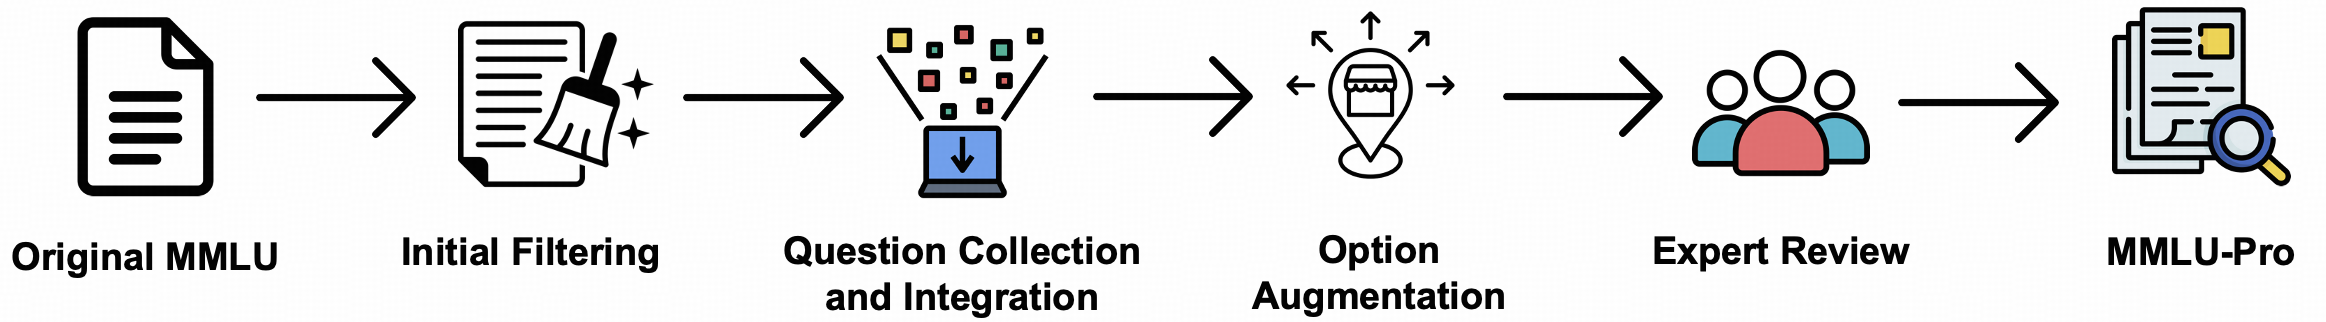 Original MMLU
Initial Filtering
Question Collection
and Integration
Option
Augmentation
Expert Review
MMLU-Pro